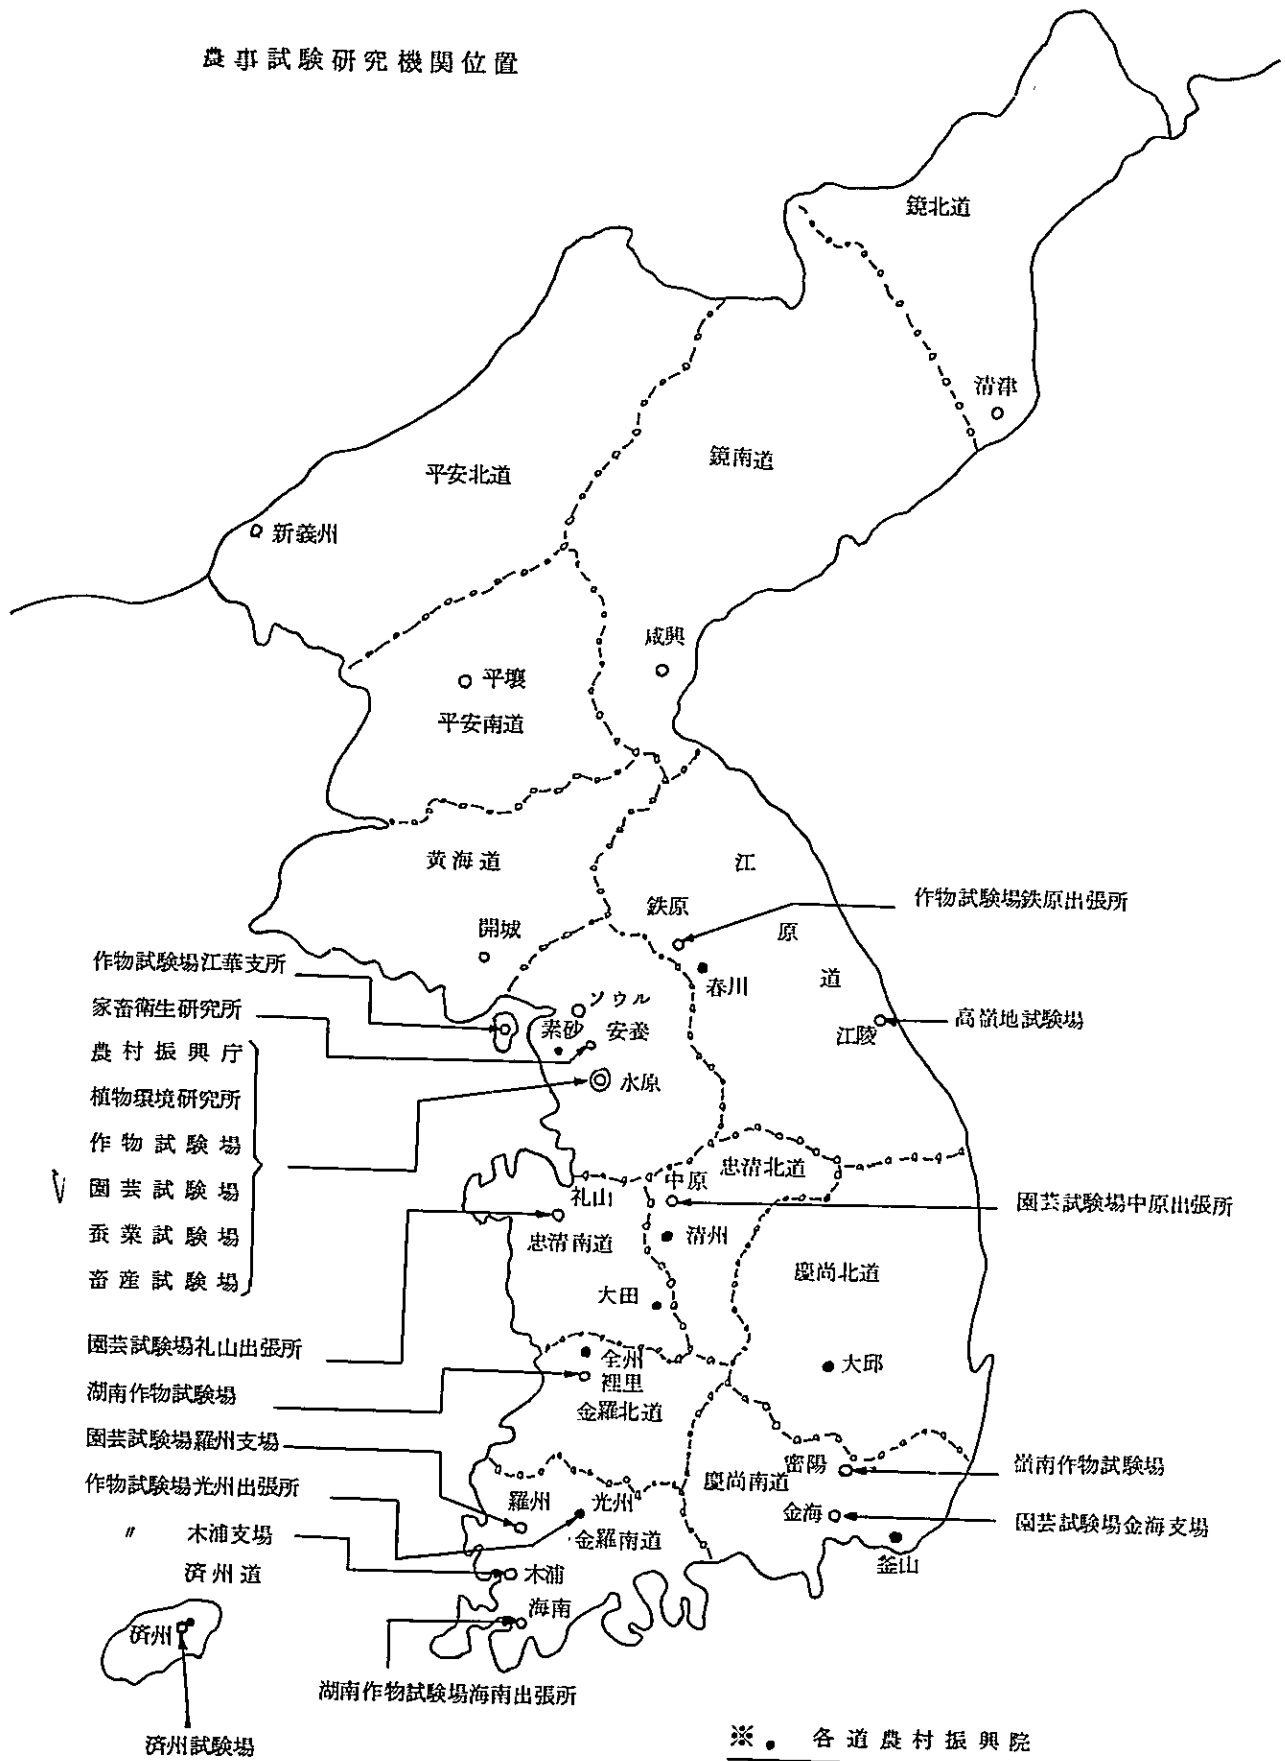 農事試験研究機関位置
鏡北道
清津
鏡南道
平安北道
新義州
咸興
平壌
平安南道
黄海道
江原道
鉄原
作物試験場鉄原出張所
開城
春川
作物試験場江華支所
家畜衛生研究所
ソウル
素砂
安養
江陵
高嶺地試験場
農村振興庁
植物環境研究所
作物試験場
園芸試験場
蚕業試験場
畜産試験場
水原
忠清北道
中原
礼山
園芸試験場中原出張所
忠清南道
清州
慶尚北道
大田
園芸試験場礼山出張所
全州
大邱
裡里
湖南作物試験場
金羅北道
園芸試験場羅州支場
密陽
嶺南作物試験場
慶尚南道
作物試験場光州出張所
羅州
光州
金海
園芸試験場金海支場
〃 木浦支場
金羅南道
釜山
済州道
木浦
海南
済州
湖南作物試験場海南出張所
済州試験場
※ ● 各道農村振興院